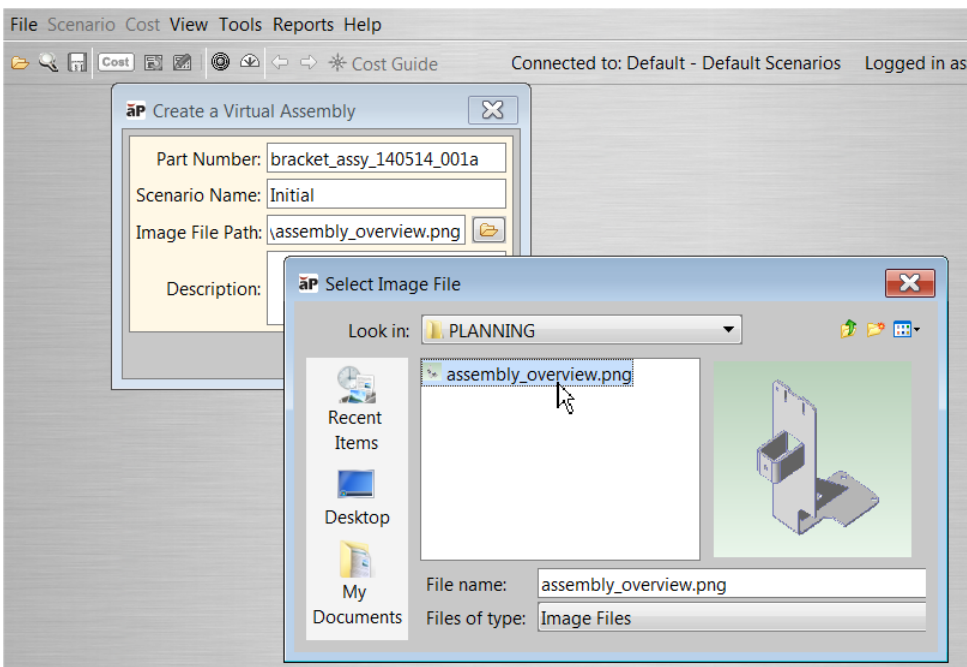 File Scenario Cost View Tools Reports Help
Cost Cost Guide Connected to: Default - Default Scenarios Logged in as
aP Create a Virtual Assembly
Part Number: bracket_assy_140514_001a
Scenario Name: Initial
Image File Path: \assembly_overview.png
Description:
aP Select Image File
Look in: PLANNING
assembly_overview.png
Recent
Items
Desktop
My
Documents
File name: assembly_overview.png
Files of type: Image Files